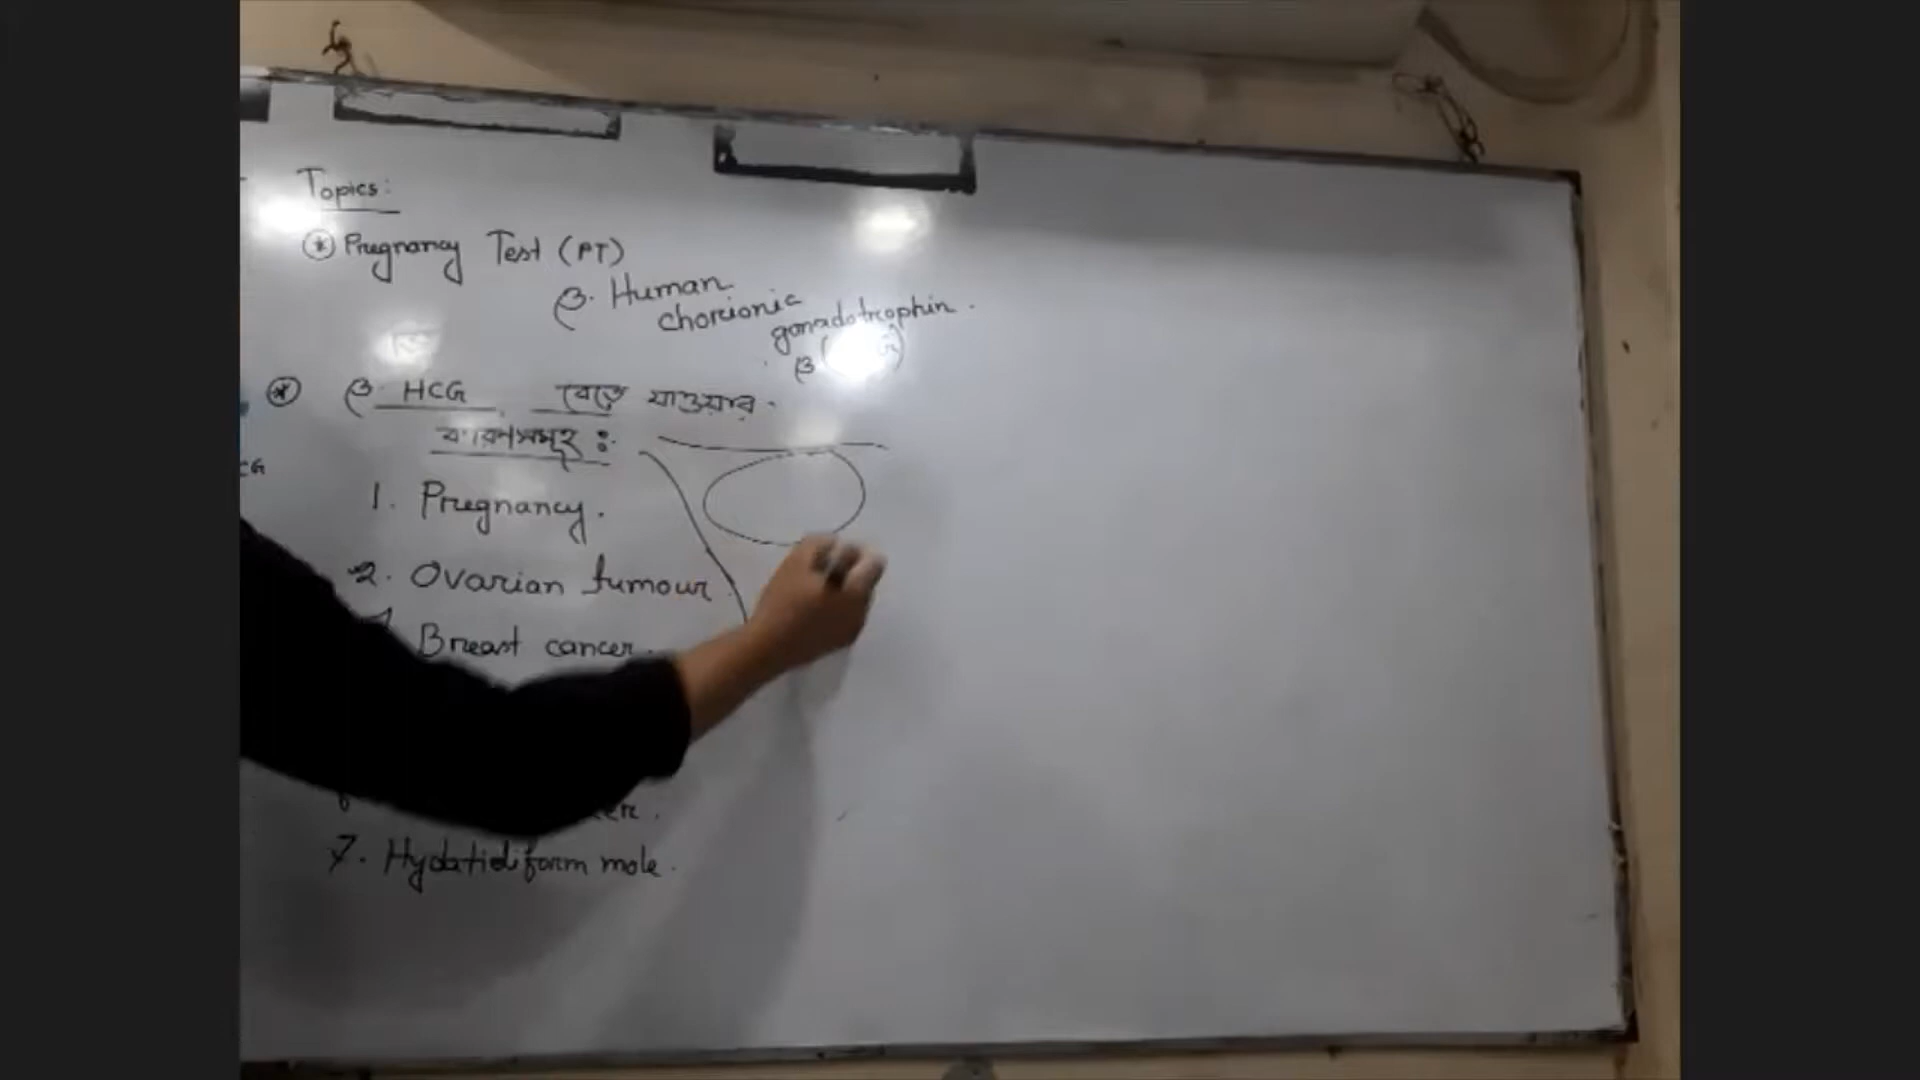 Topics:
* Pregnancy Test (PT)
β. Human
chorionic
gonadotrophin.
β
* β. HCG বেড়ে যাওয়ার
কারণসমূহ :
CG
1. Pregnancy.
2. Ovarian tumour
Breast cancer.
7. Hydatidiform mole.